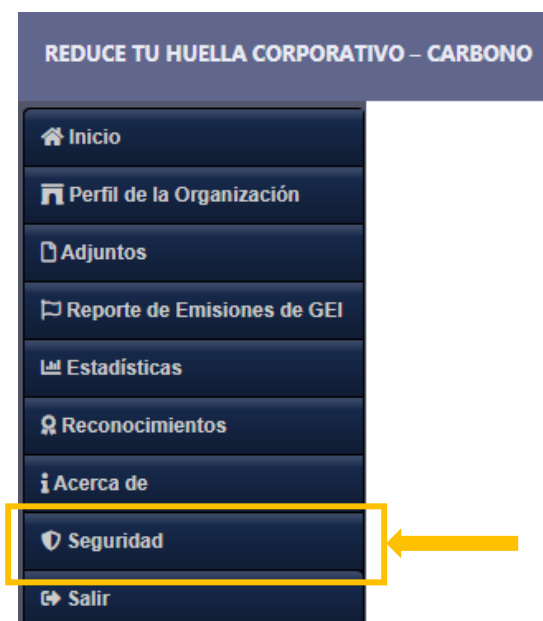 REDUCE TU HUELLA CORPORATIVO – CARBONO
Inicio
Perfil de la Organización
Adjuntos
Reporte de Emisiones de GEI
Estadísticas
Reconocimientos
Acerca de
Seguridad
Salir